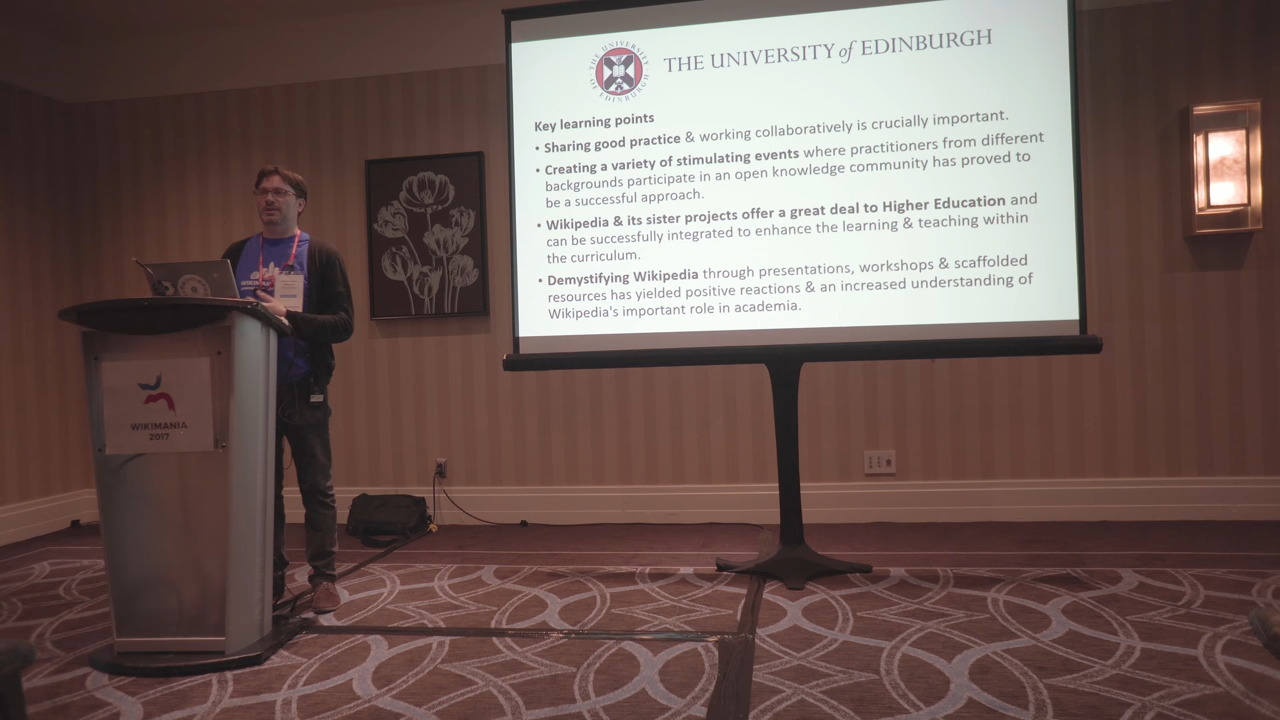 THE UNIVERSITY of EDINBURGH
THE UNIVERSITY OF EDINBURGH
Key learning points
• Sharing good practice & working collaboratively is crucially important.
• Creating a variety of stimulating events where practitioners from different
backgrounds participate in an open knowledge community has proved to
be a successful approach.
• Wikipedia & its sister projects offer a great deal to Higher Education and
can be successfully integrated to enhance the learning & teaching within
the curriculum.
• Demystifying Wikipedia through presentations, workshops & scaffolded
resources has yielded positive reactions & an increased understanding of
Wikipedia's important role in academia.
WIKIMANIA
2017